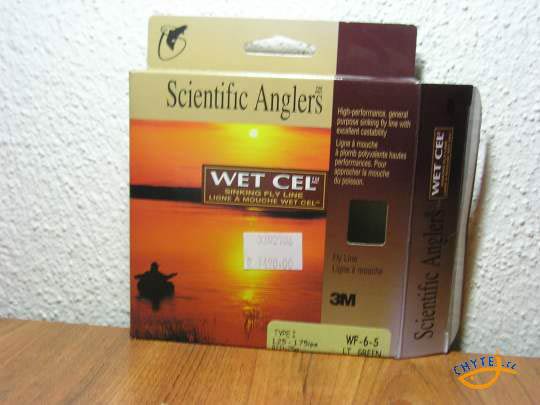 Scientific Anglers™
High-performance, general
purpose sinking fly line with
excellent castability
Ligne à mouche
à plomb polyvalente hautes
performances. Pour
approcher la mouche
du poisson.
WET CEL
SINKING FLY LINE
LIGNE A MOUCHE WET CEL
Fly Line
Ligne à mouche
3M
TYPE I
WF-6-S
LT GREEN
Scientific Anglers
WET CEL
CHYTEJ